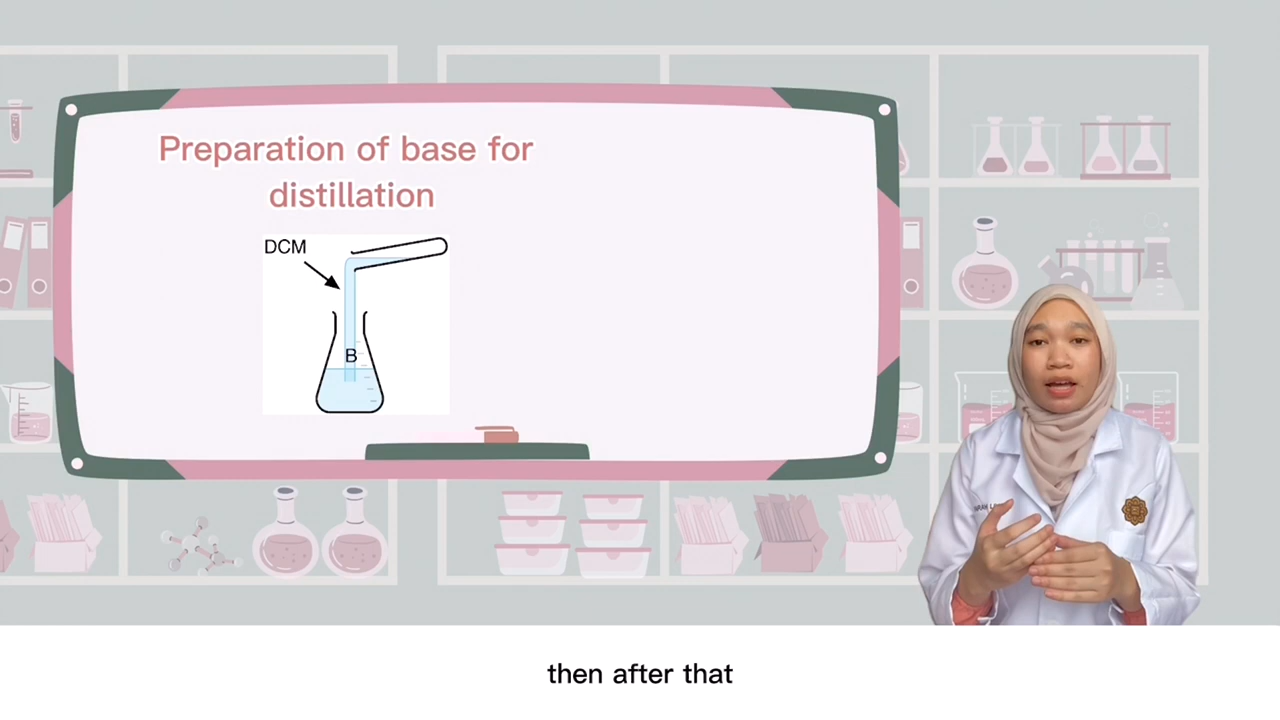 Preparation of base for
distillation
DCM
B
then after that